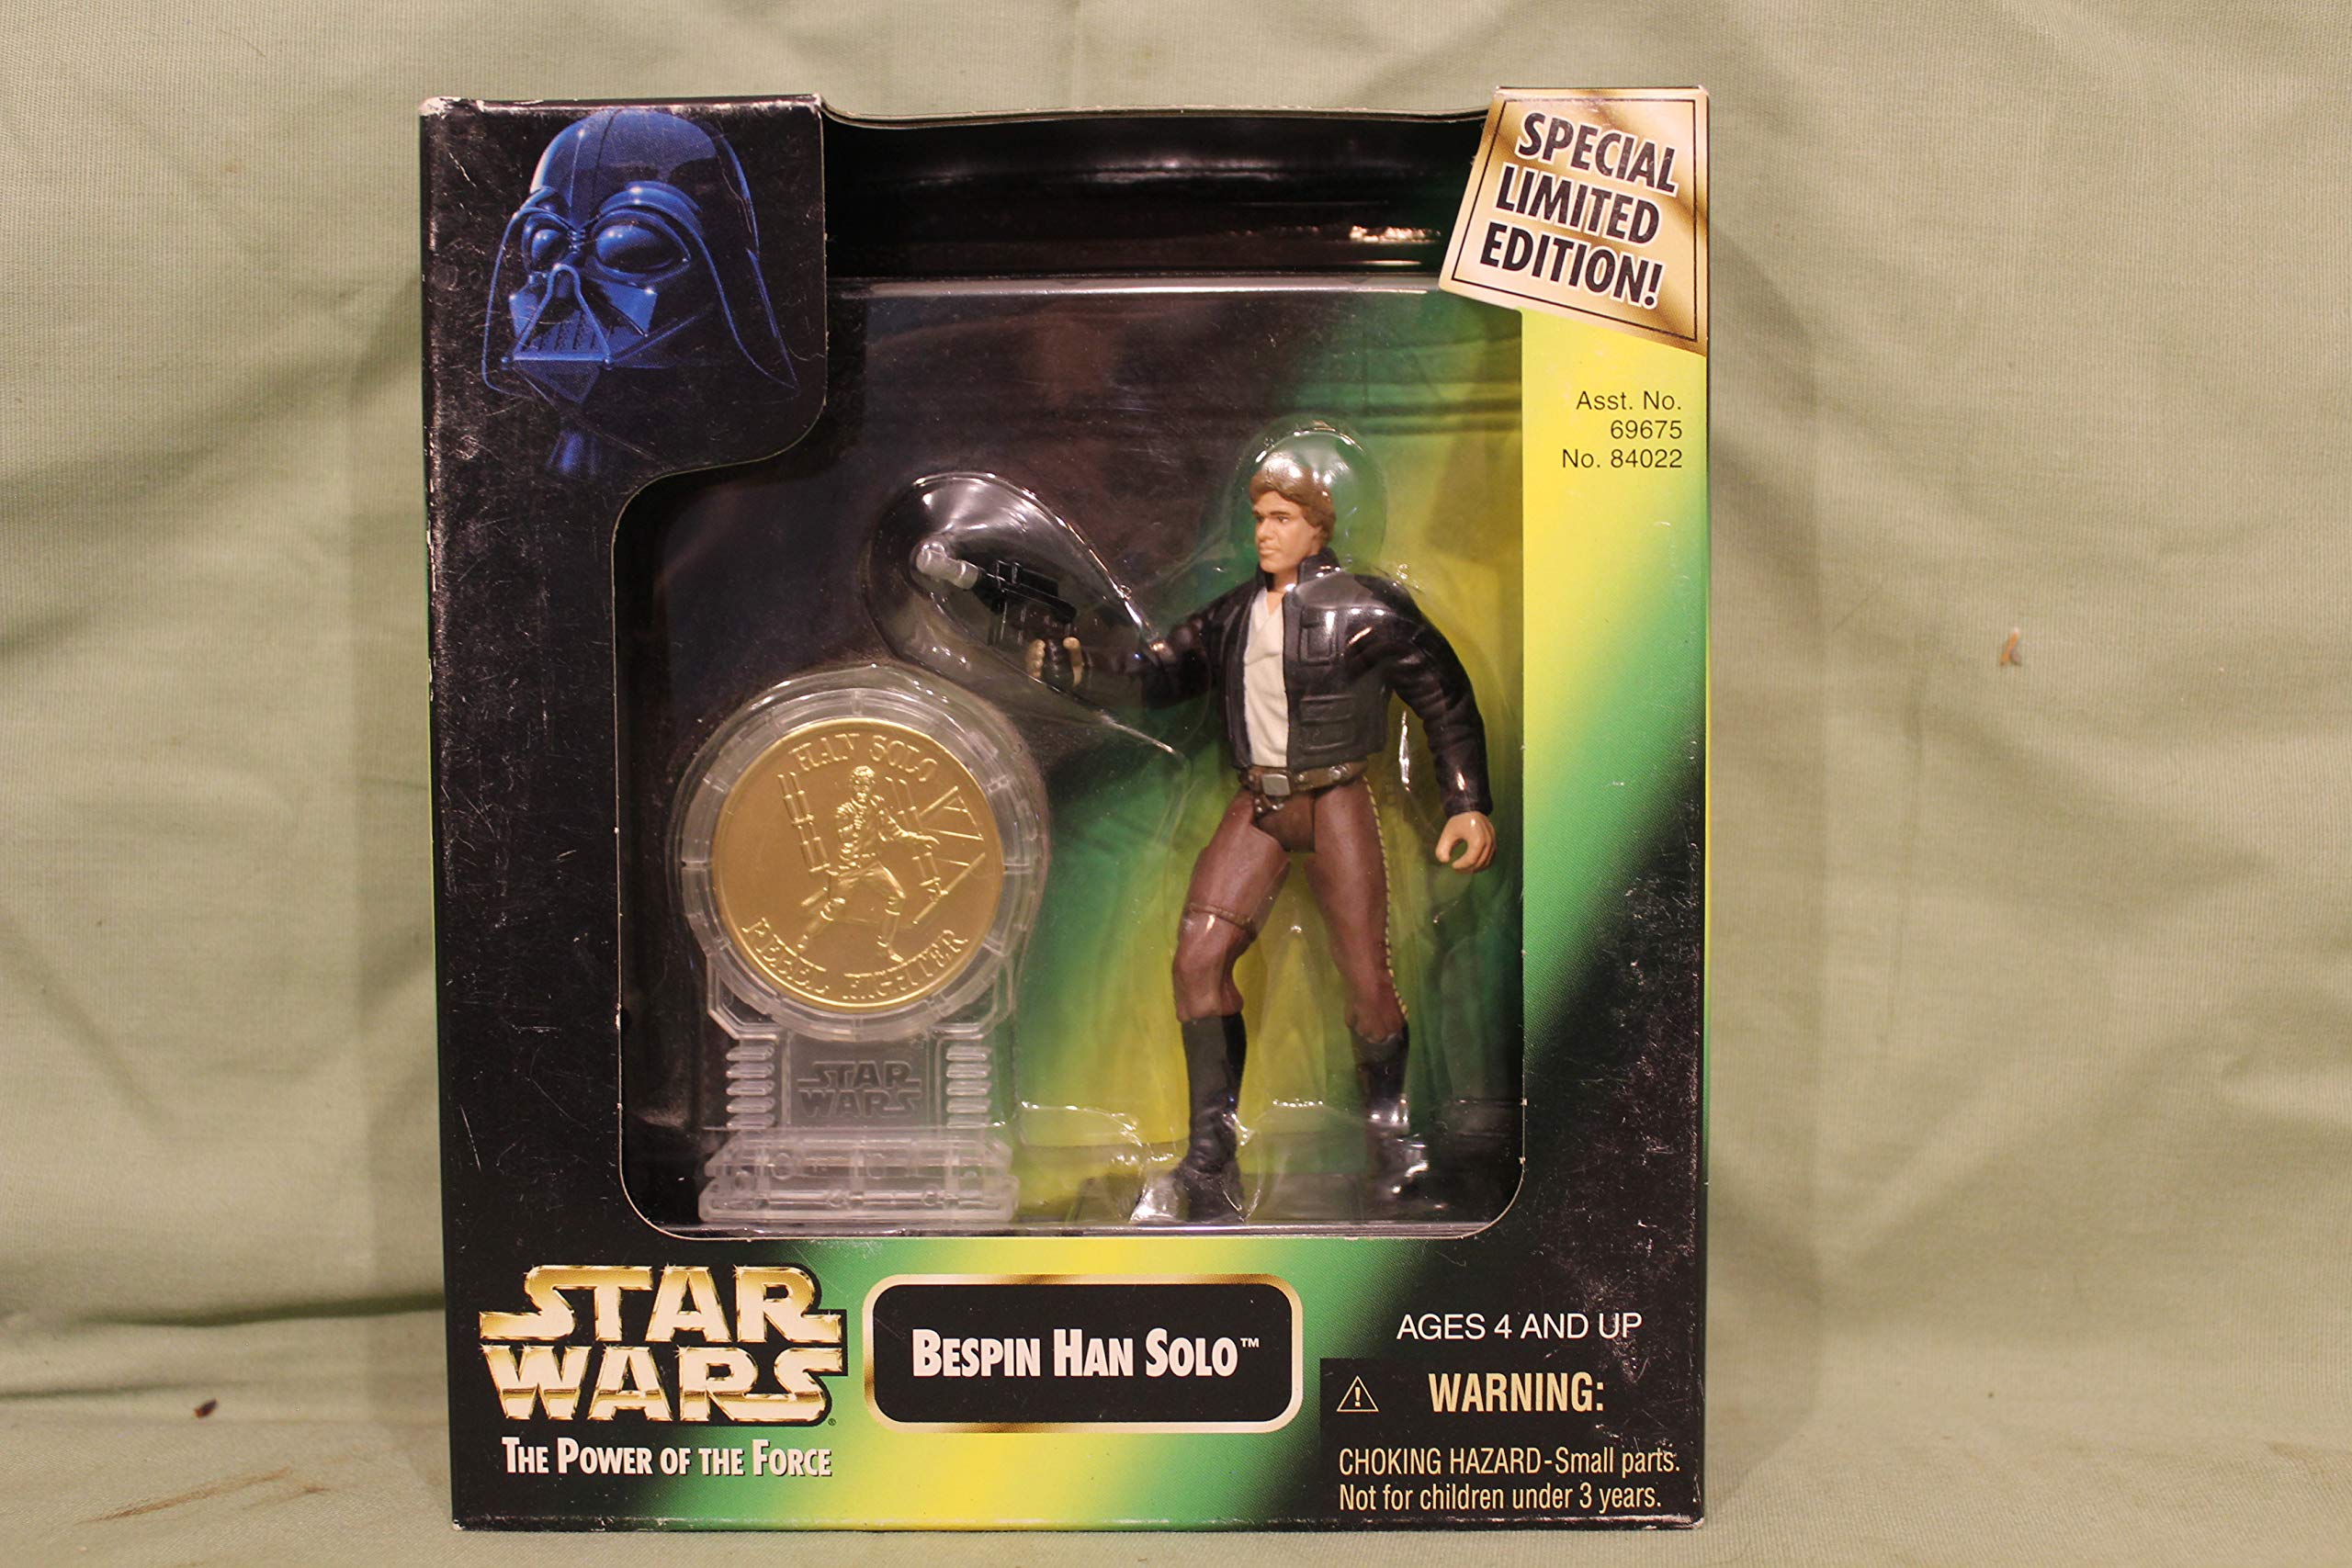 SPECIAL
LIMITED
EDITION!
Asst. No.
69675
No. 84022
HAN SOLO
REBEL FIGHTER
STAR
WARS
STAR
WARS®
THE POWER OF THE FORCE
BESPIN HAN SOLO™
AGES 4 AND UP
WARNING:
CHOKING HAZARD-Small parts.
Not for children under 3 years.